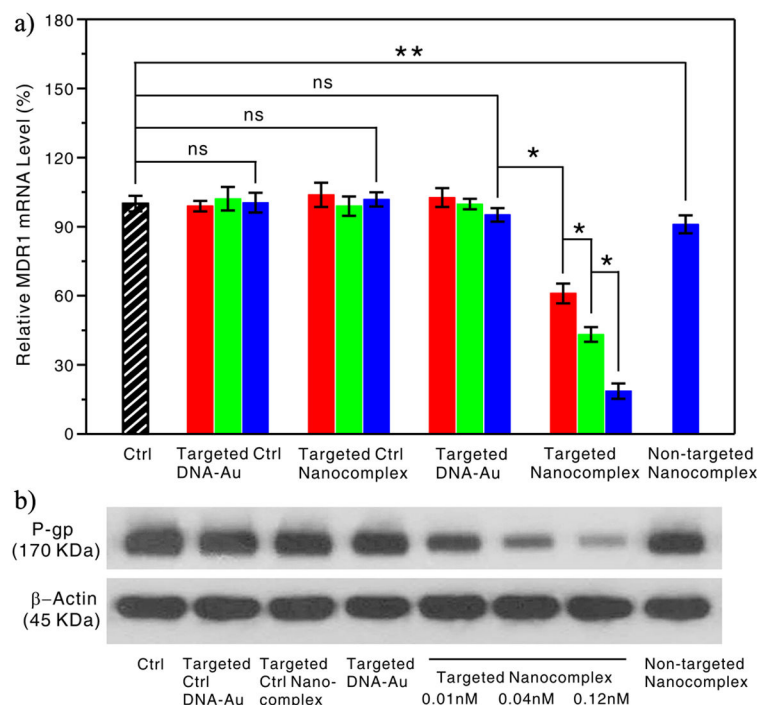 a)
180
150
120
90
60
30
0
Relative MDR1 mRNA Level (%)
**
ns
ns
ns
*
*
*
Ctrl
Targeted Ctrl
DNA-Au
Targeted Ctrl
Nanocomplex
Targeted
DNA-Au
Targeted
Nanocomplex
Non-targeted
Nanocomplex
b)
P-gp
(170 KDa)
β-Actin
(45 KDa)
Ctrl
Targeted
Ctrl
DNA-Au
Targeted
Ctrl Nano-
complex
Targeted
DNA-Au
Targeted Nanocomplex
0.01nM 0.04nM 0.12nM
Non-targeted
Nanocomplex